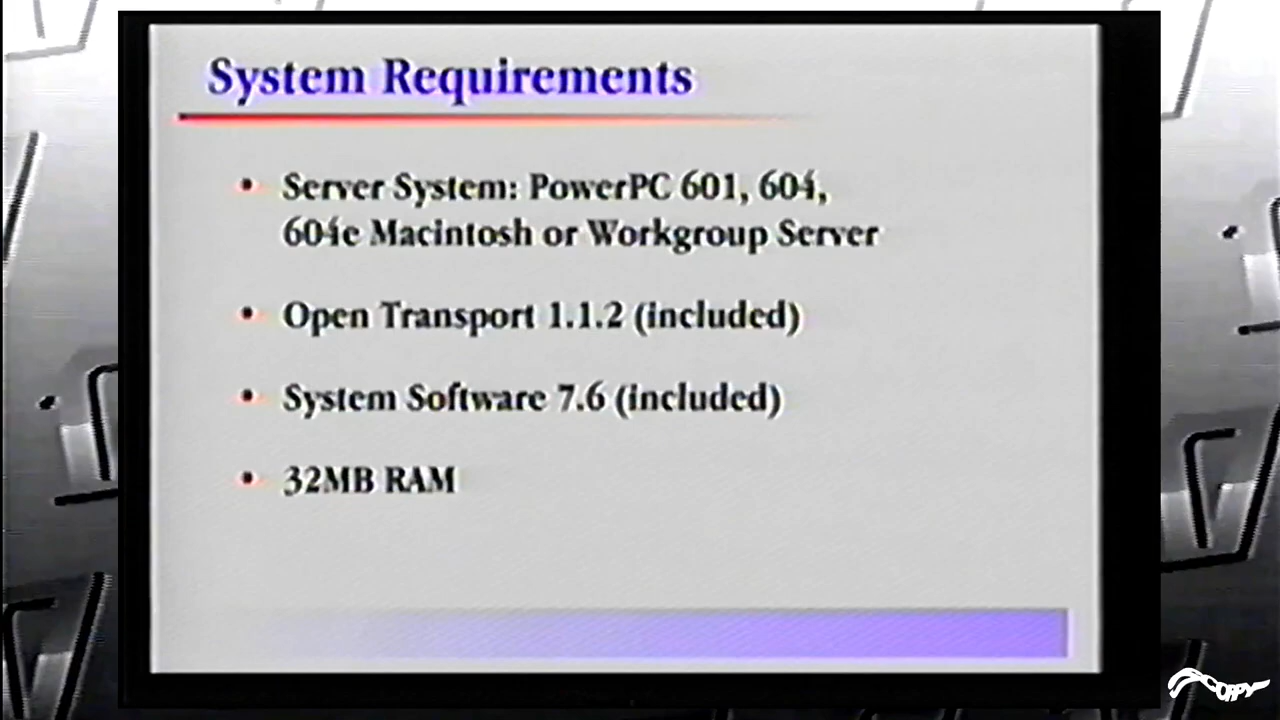 System Requirements
• Server System: PowerPC 601, 604,
604e Macintosh or Workgroup Server
• Open Transport 1.1.2 (included)
• System Software 7.6 (included)
• 32MB RAM